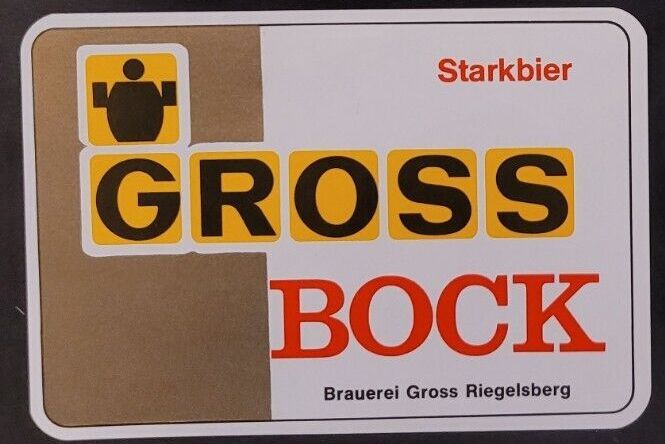 Starkbier
GROSS
BOCK
Brauerei Gross Riegelsberg